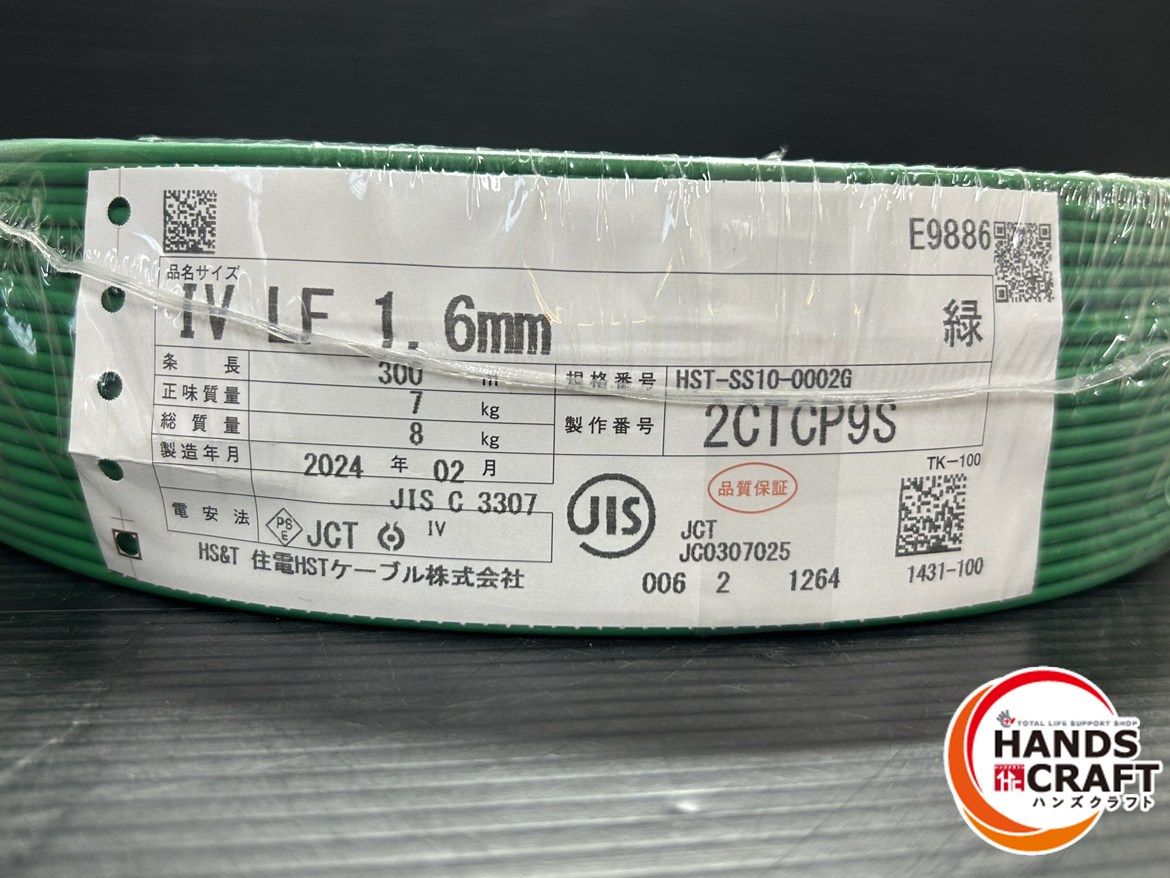 E9886
品名サイズ
IV LF 1.6mm 緑
条長 300 m
規格番号 HST-SS10-0002G
正味質量 7 kg
総質量 8 kg
製作番号 2CTCP9S
製造年月 2024 年 02 月
JIS C 3307
電安法 PS E JCT IV
HS&T 住電HSTケーブル株式会社
JIS
品質保証
JCT
JC0307025
006 2 1264
TK-100
1431-100
TOTAL LIFE SUPPORT SHOP
HANDS
CRAFT
ハンズクラフト